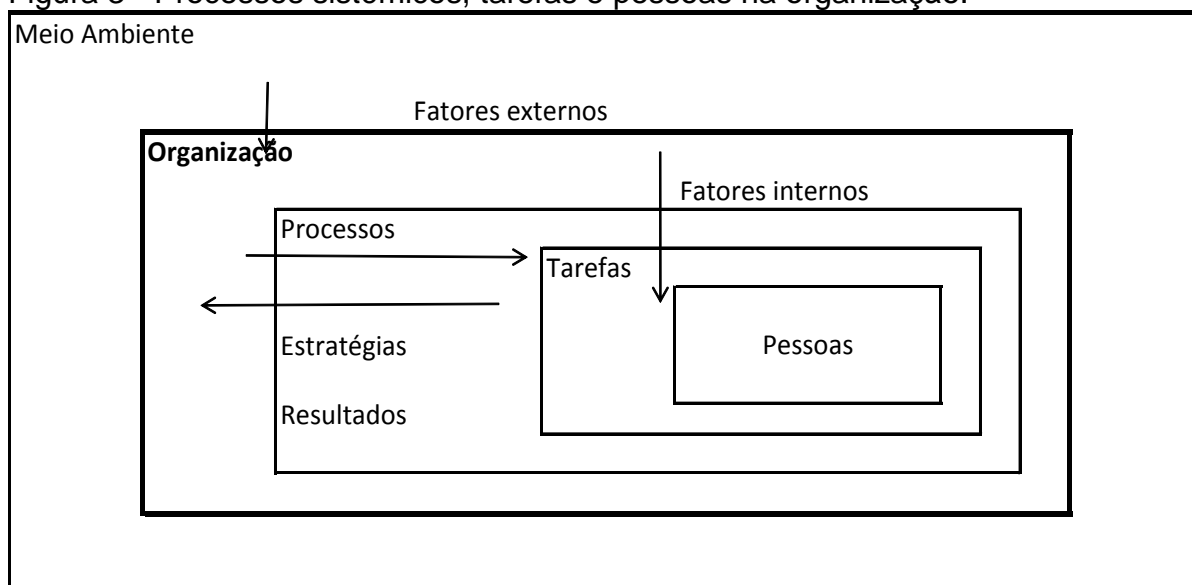 Meio Ambiente
Fatores externos
Organização
Fatores internos
Processos
Tarefas
Estratégias
Pessoas
Resultados